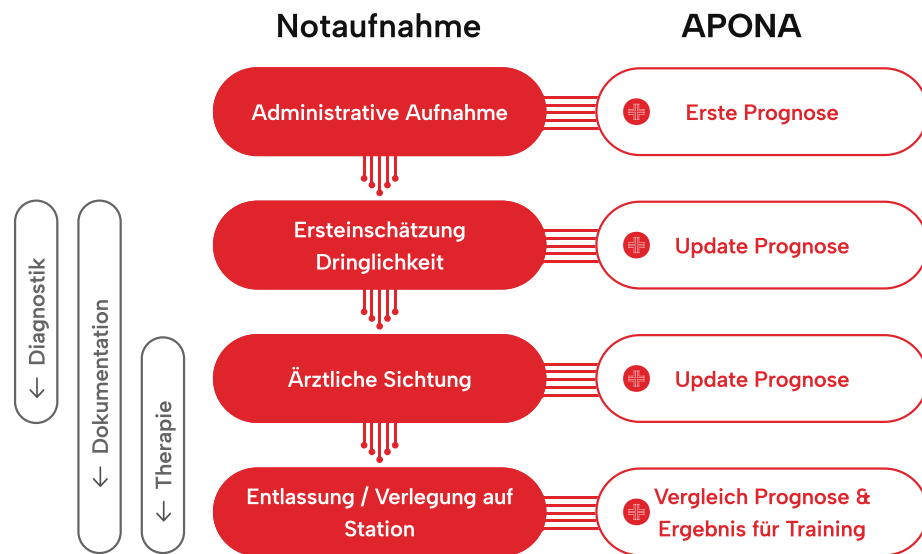 Notaufnahme
APONA
Administrative Aufnahme
Erste Prognose
Ersteinschätzung
Dringlichkeit
Update Prognose
Ärztliche Sichtung
Update Prognose
Entlassung / Verlegung auf
Station
Vergleich Prognose &
Ergebnis für Training
← Diagnostik
← Dokumentation
← Therapie